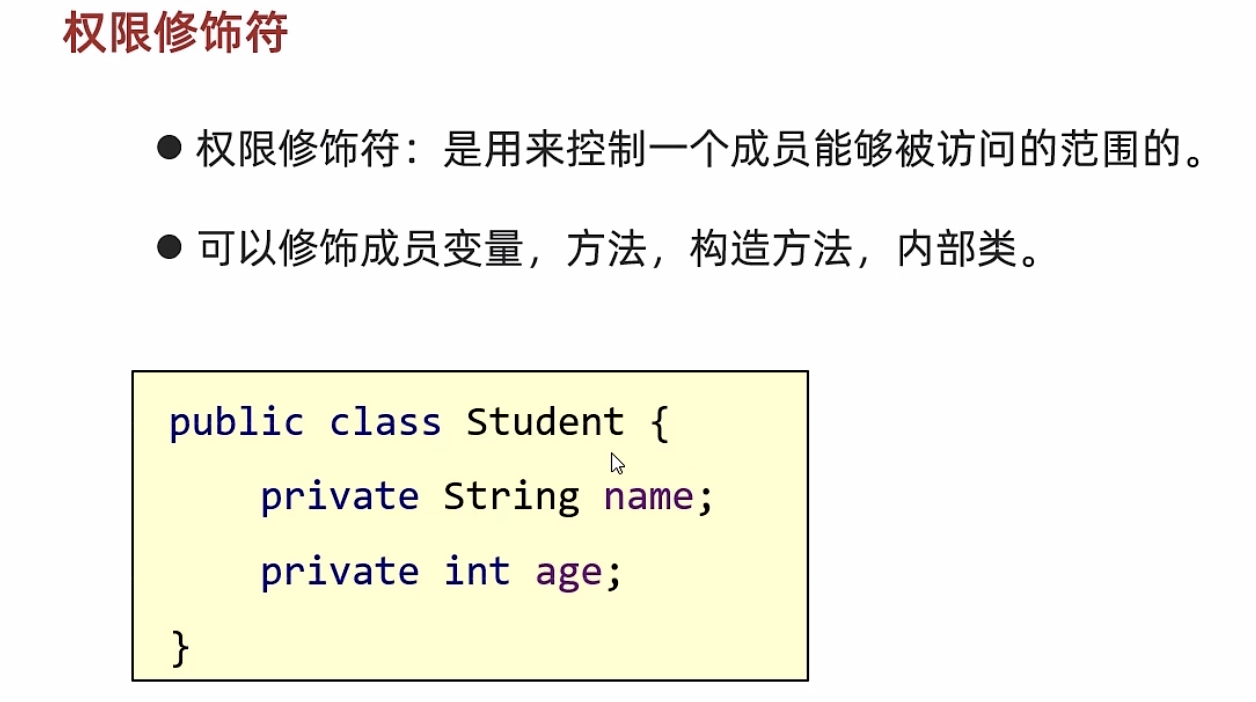 权限修饰符
● 权限修饰符：是用来控制一个成员能够被访问的范围的。
● 可以修饰成员变量，方法，构造方法，内部类。
public class Student {
    private String name;
    private int age;
}